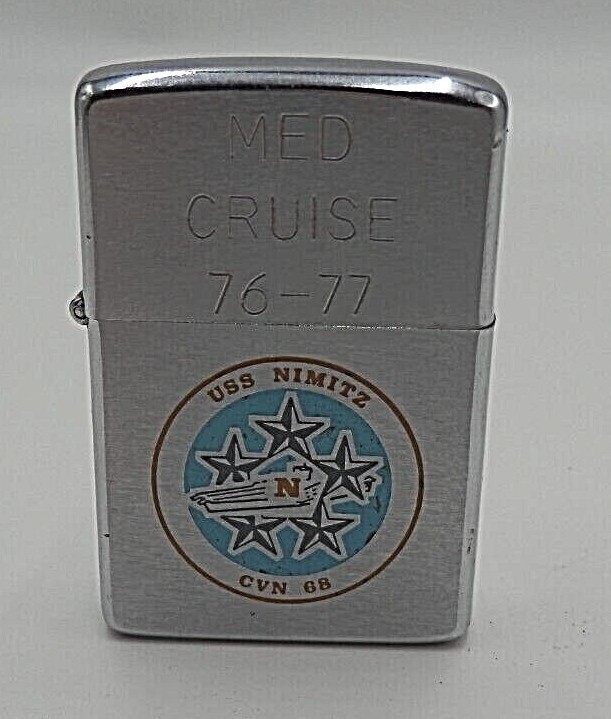 MED
CRUISE
76-77
USS NIMITZ
N
CVN 68